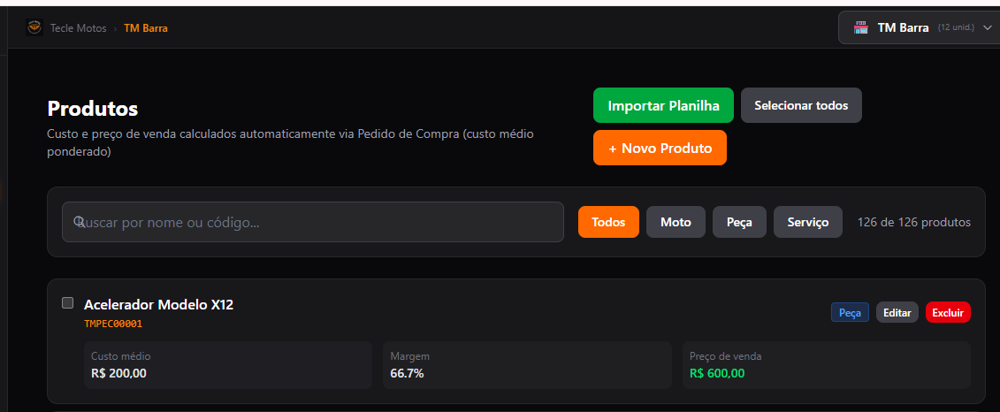 Tecle Motos › TM Barra
TM Barra (12 unid.)
Produtos
Custo e preço de venda calculados automaticamente via Pedido de Compra (custo médio
ponderado)
Importar Planilha
Selecionar todos
+ Novo Produto
Buscar por nome ou código...
Todos
Moto
Peça
Serviço
126 de 126 produtos
Acelerador Modelo X12
TMPEC00001
Peça
Editar
Excluir
Custo médio
R$ 200,00
Margem
66.7%
Preço de venda
R$ 600,00